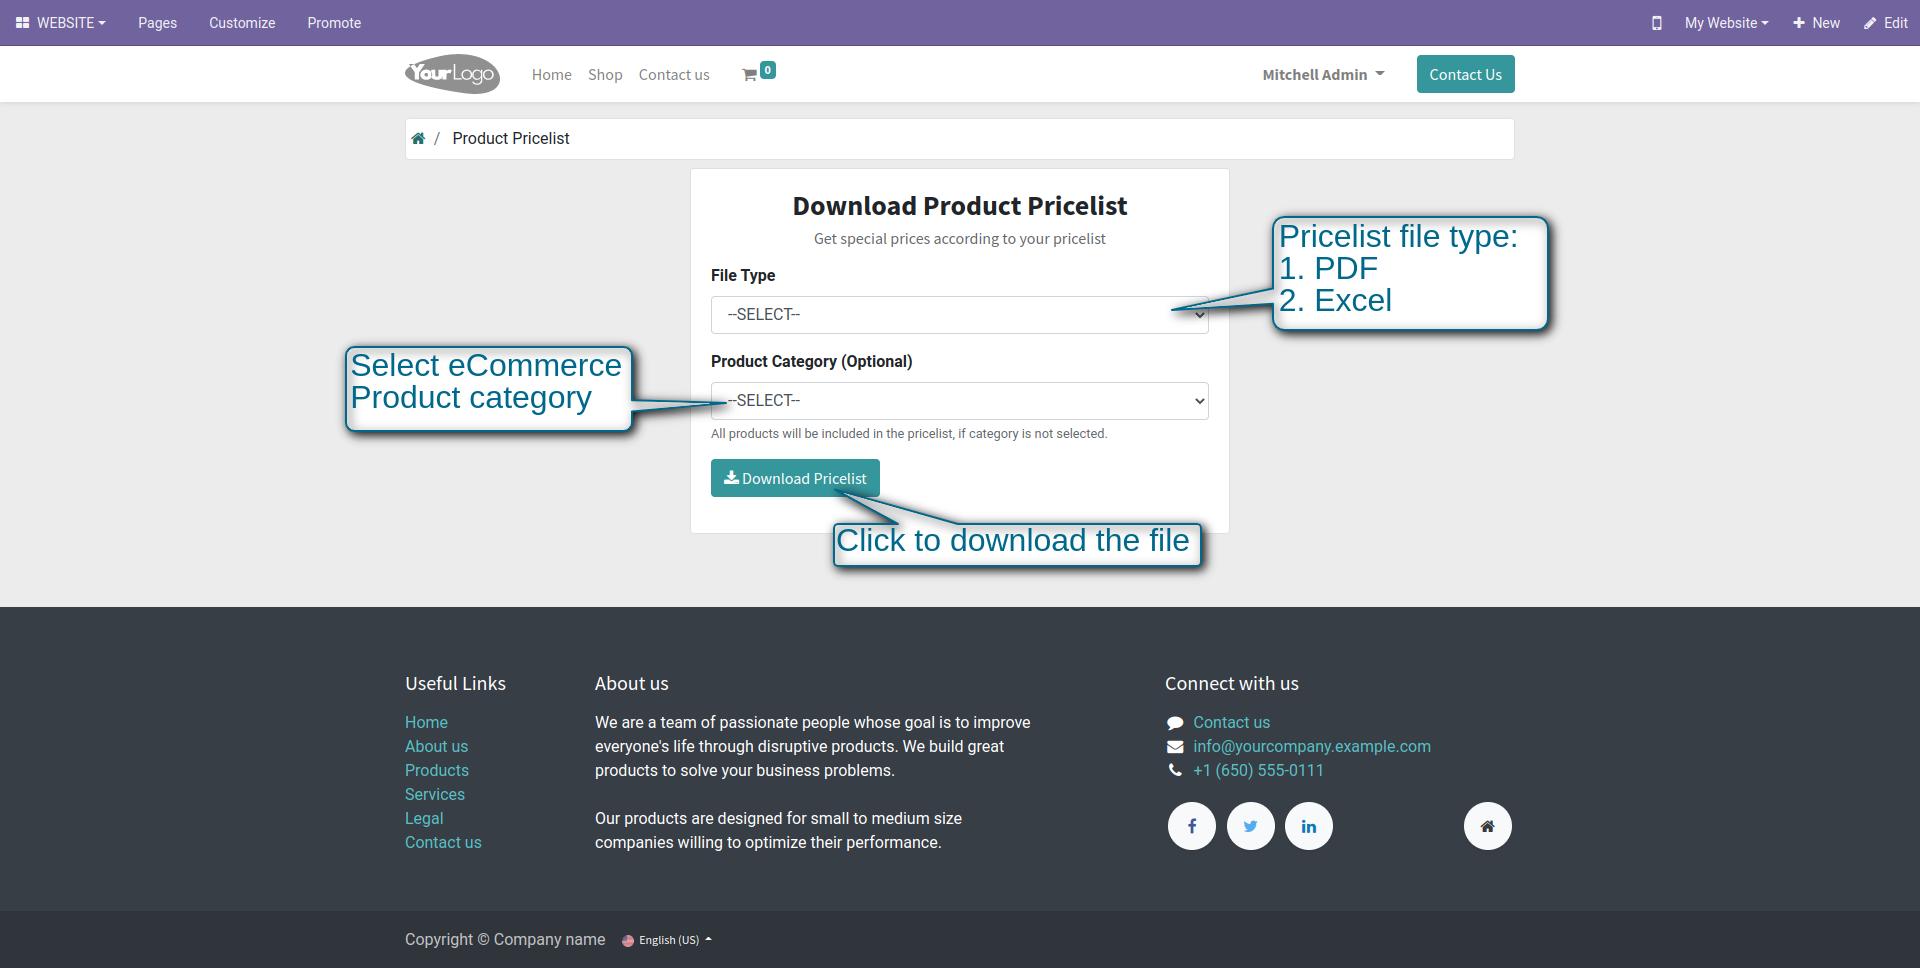 WEBSITE
Pages
Customize
Promote
My Website
New
Edit
YourLogo
Home
Shop
Contact us
0
Mitchell Admin
Contact Us
/ Product Pricelist
Download Product Pricelist
Get special prices according to your pricelist
File Type
--SELECT--
Pricelist file type:
1. PDF
2. Excel
Product Category (Optional)
--SELECT--
Select eCommerce
Product category
All products will be included in the pricelist, if category is not selected.
Download Pricelist
Click to download the file
Useful Links
Home
About us
Products
Services
Legal
Contact us
About us
We are a team of passionate people whose goal is to improve
everyone's life through disruptive products. We build great
products to solve your business problems.
Our products are designed for small to medium size
companies willing to optimize their performance.
Connect with us
Contact us
info@yourcompany.example.com
+1 (650) 555-0111
Copyright © Company name
English (US)